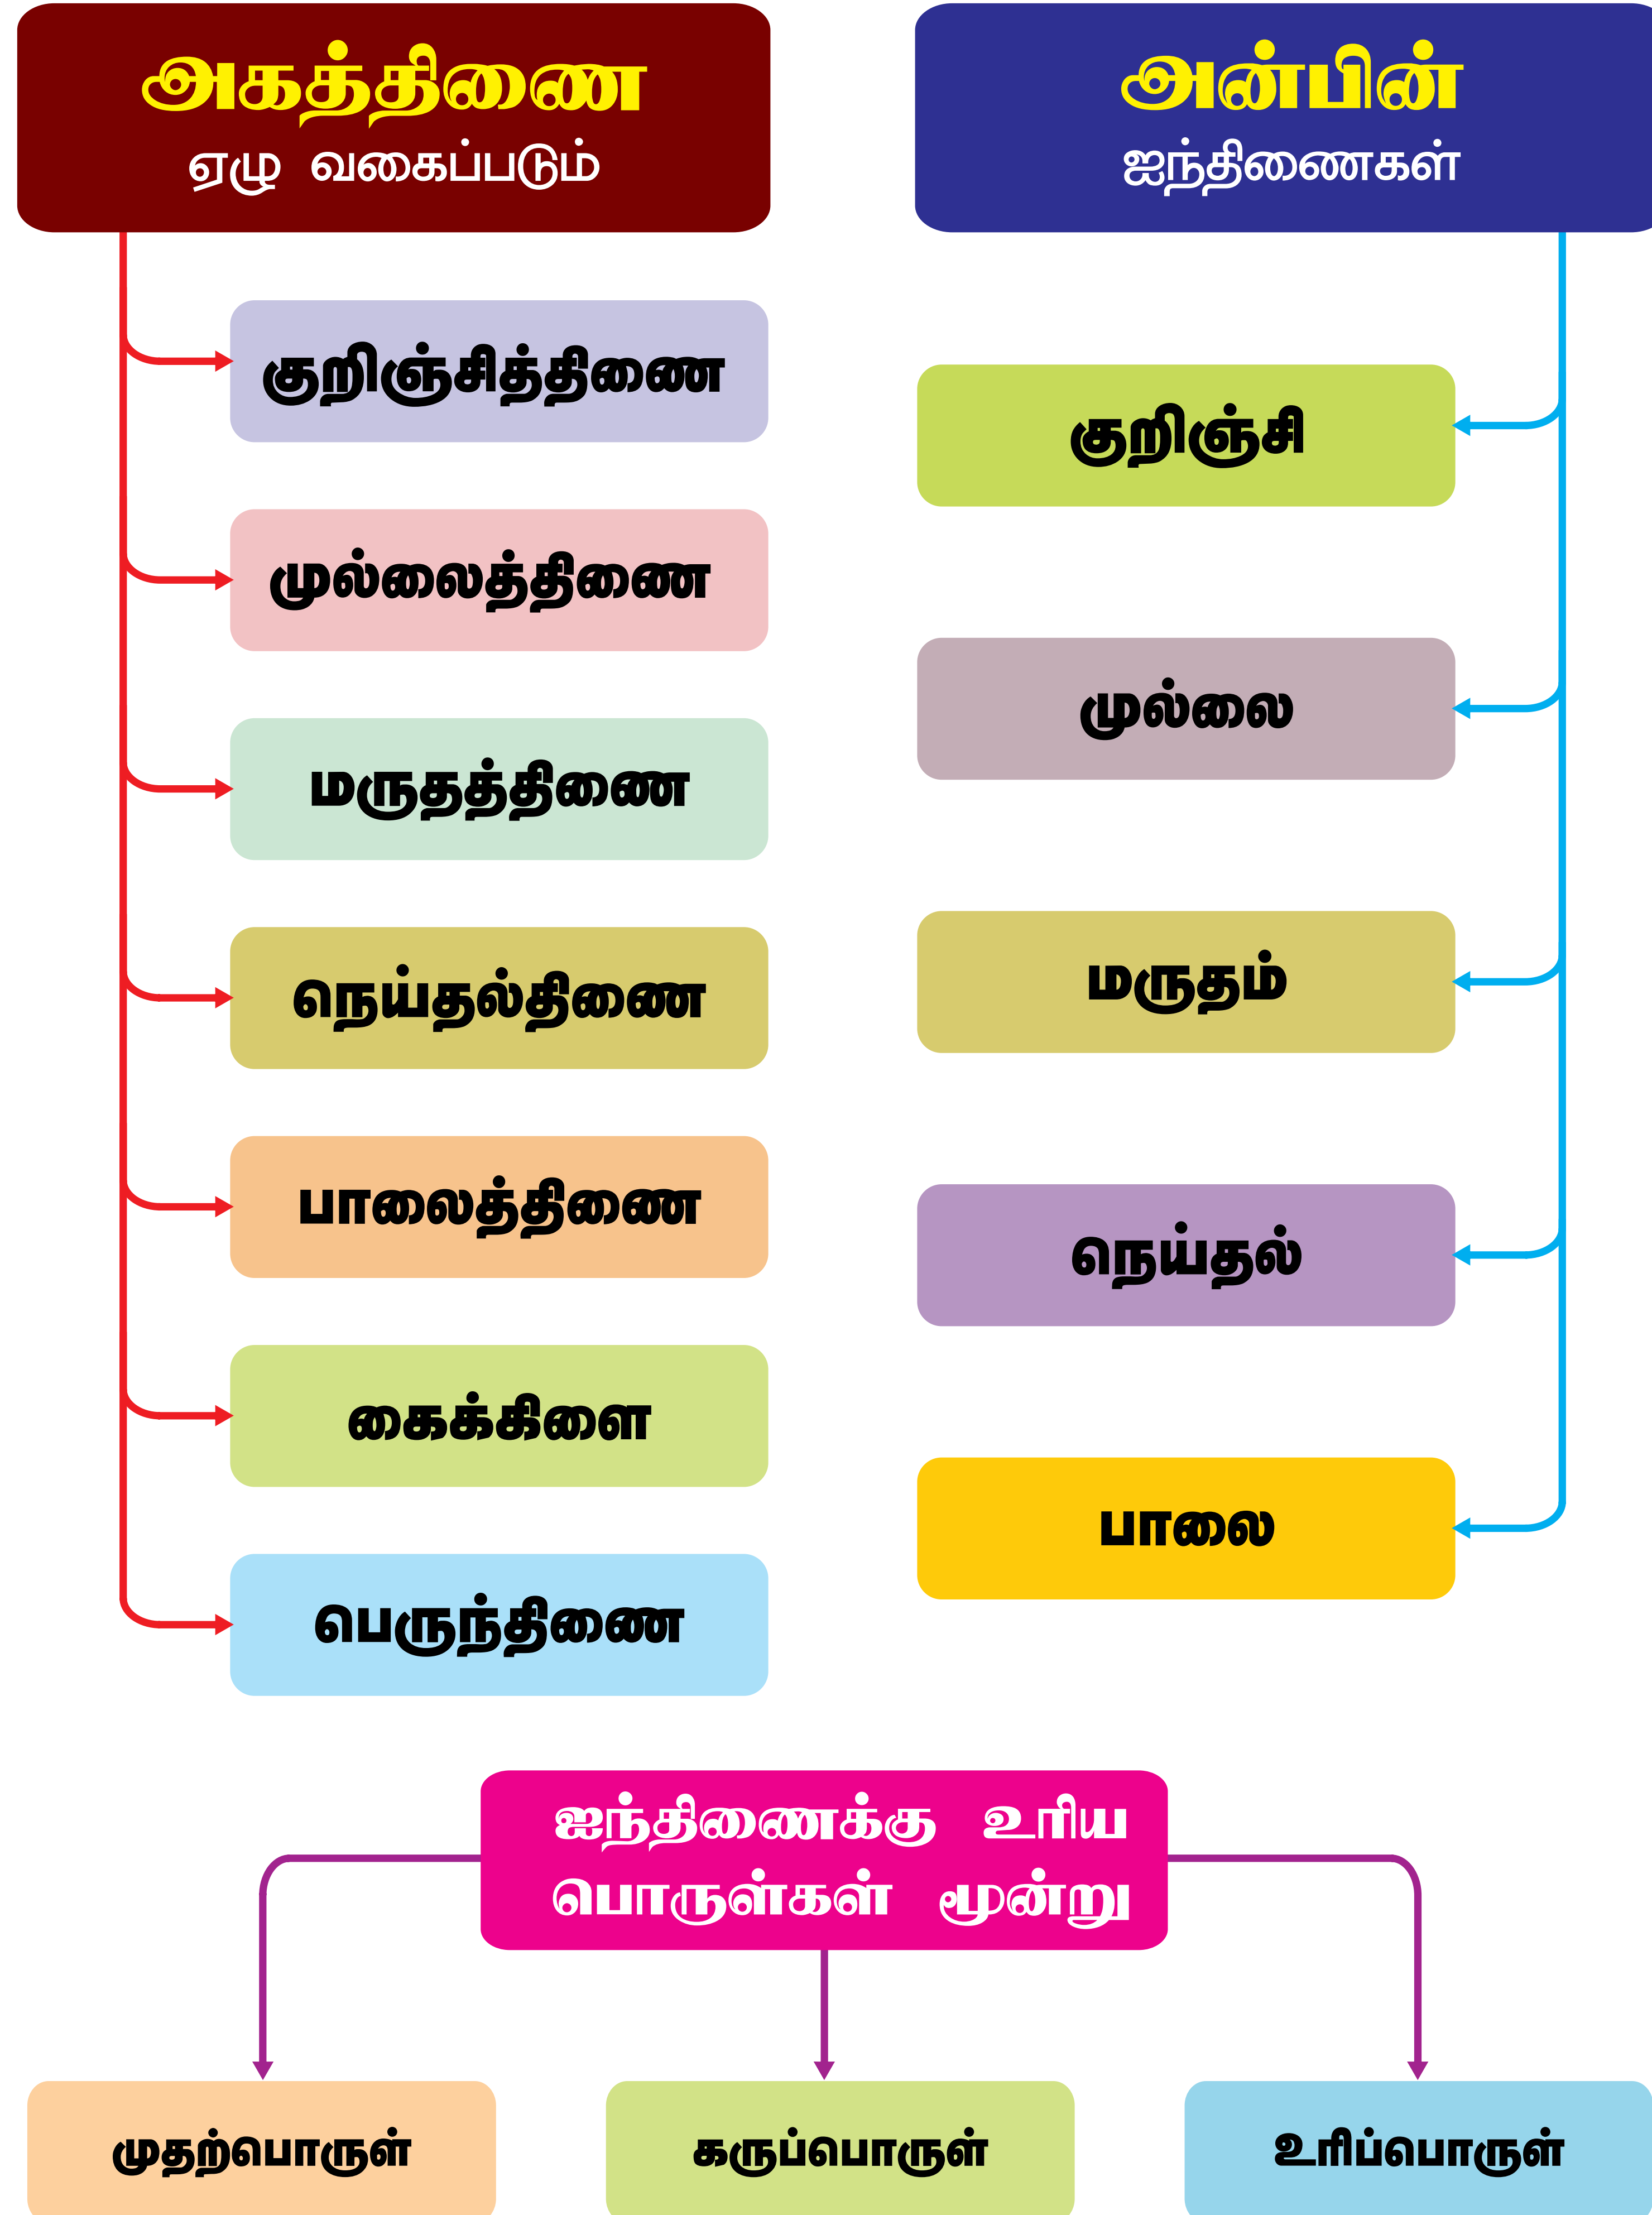 அகத்திணை
ஏழு வகைப்படும்
குறிஞ்சித்திணை
முல்லைத்திணை
மருதத்திணை
நெய்தல்திணை
பாலைத்திணை
கைக்கிளை
பெருந்திணை
அன்பின்
ஐந்திணைகள்
குறிஞ்சி
முல்லை
மருதம்
நெய்தல்
பாலை
ஐந்திணைக்கு உரிய
பொருள்கள் மூன்று
முதற்பொருள்
கருப்பொருள்
உரிப்பொருள்